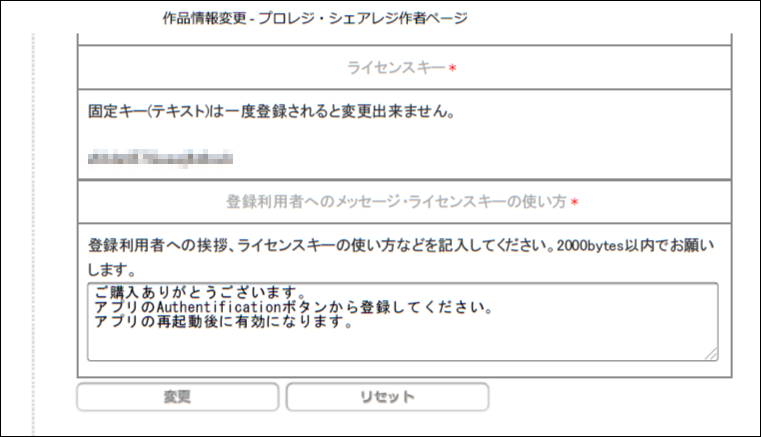 作品情報変更 - プロレジ・シェアレジ作者ページ
ライセンスキー *
固定キー(テキスト)は一度登録されると変更出来ません。
登録利用者へのメッセージ・ライセンスキーの使い方 *
登録利用者への挨拶、ライセンスキーの使い方などを記入してください。2000bytes以内でお願い
します。
ご購入ありがとうございます。
アプリのAuthentificationボタンから登録してください。
アプリの再起動後に有効になります。
変更 リセット